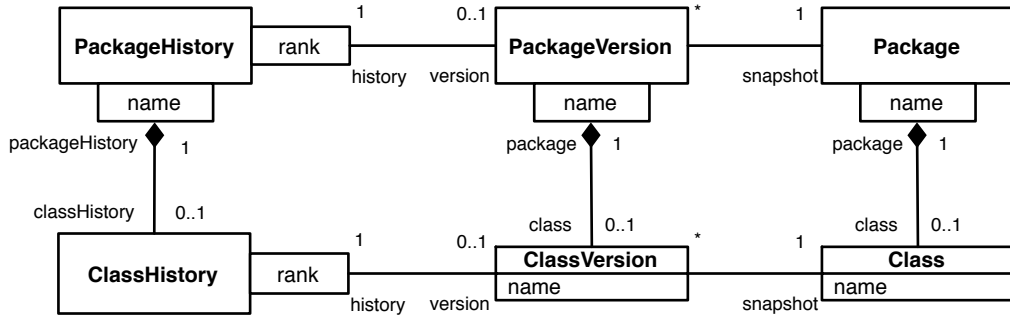 1 0..1 * 1
PackageHistory rank PackageVersion Package
history version snapshot
name name name
packageHistory 1 package 1 package 1
classHistory 0..1 class 0..1 class 0..1
1 0..1 * 1
ClassHistory rank ClassVersion Class
name name
history version snapshot